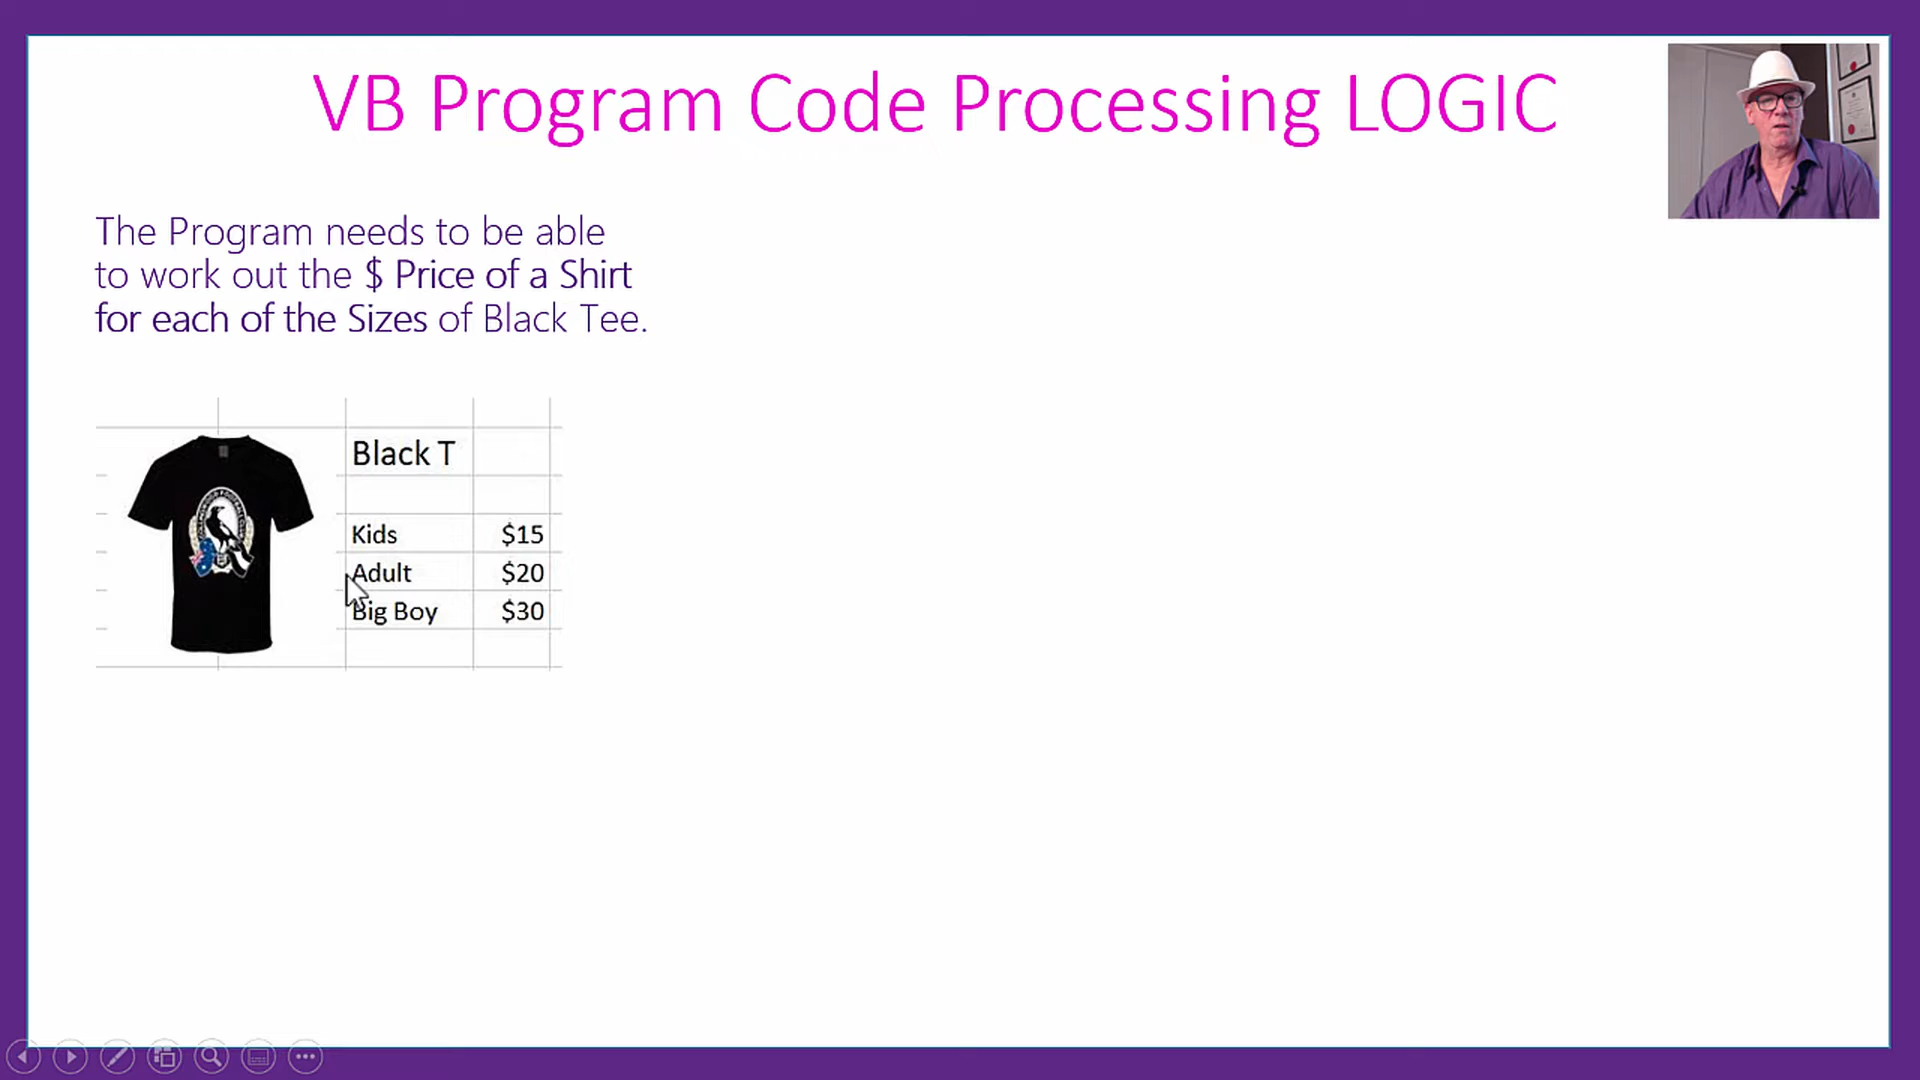 VB Program Code Processing LOGIC
The Program needs to be able
to work out the $ Price of a Shirt
for each of the Sizes of Black Tee.
Black T
Kids $15
Adult $20
Big Boy $30